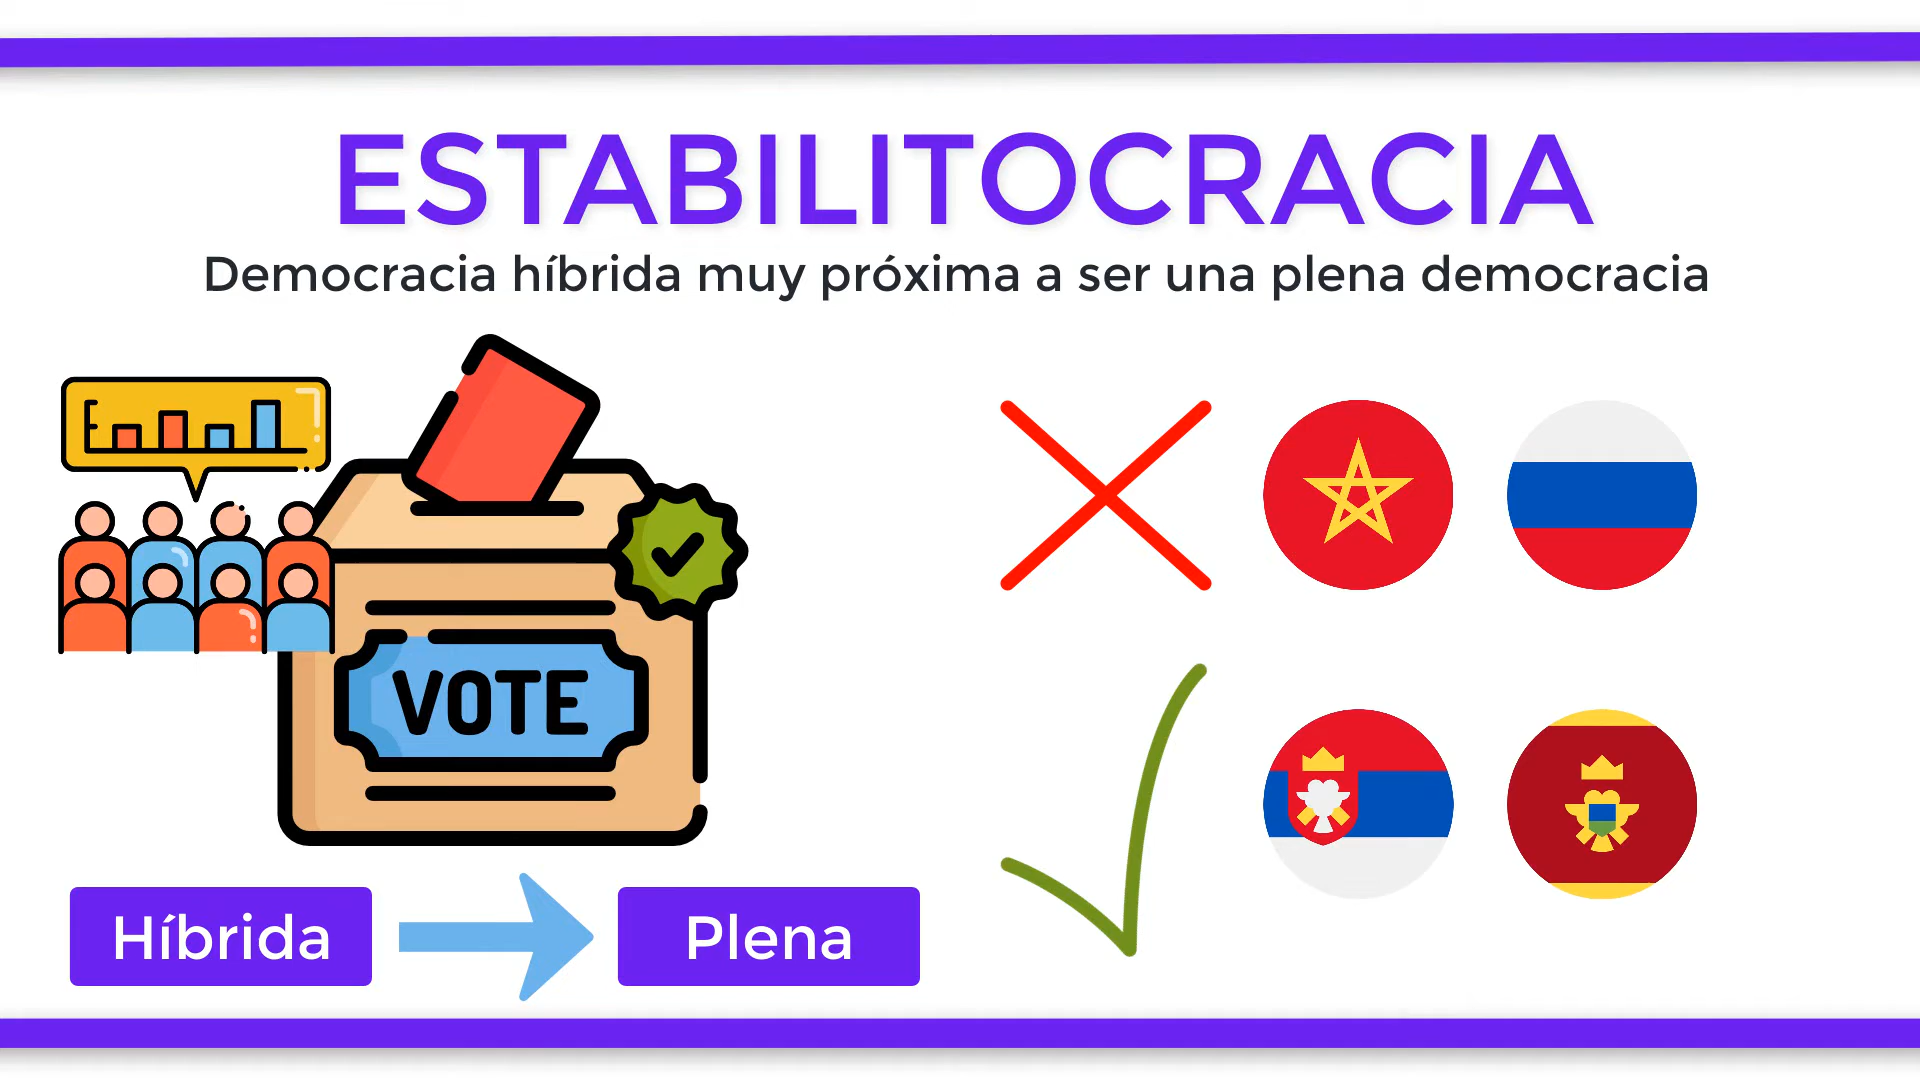 ESTABILITOCRACIA
Democracia híbrida muy próxima a ser una plena democracia
VOTE
Híbrida
Plena